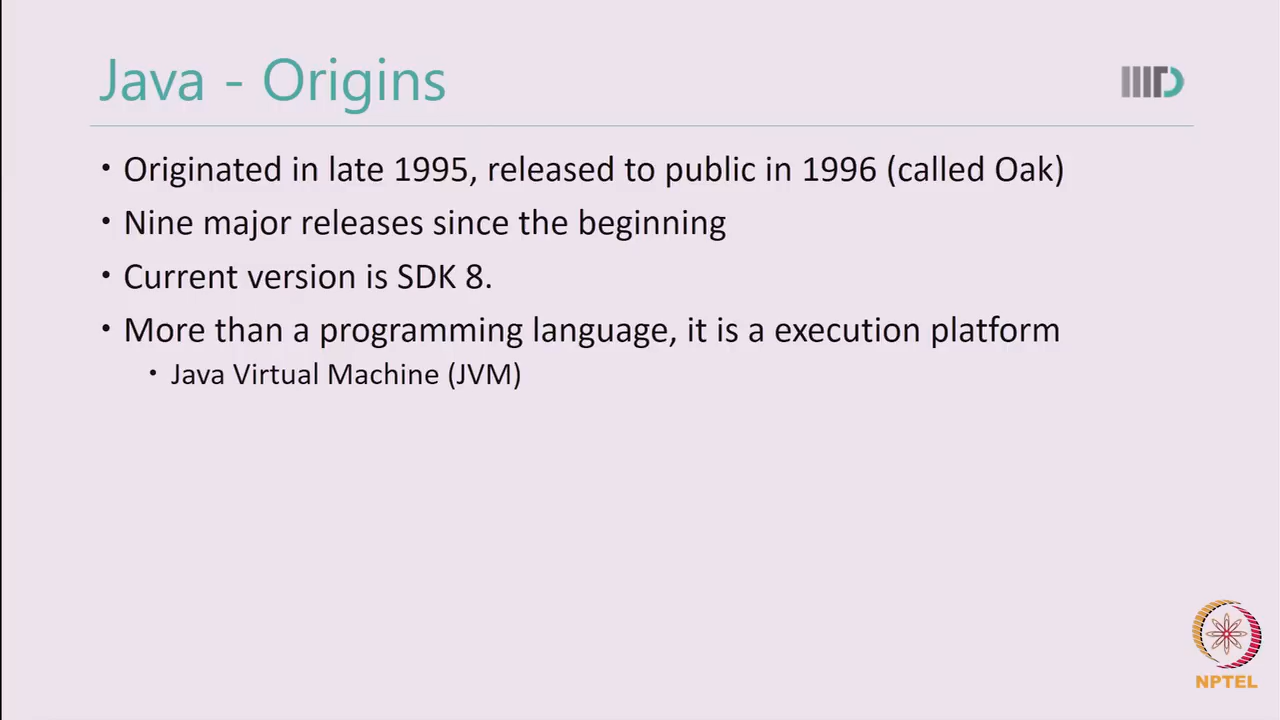 Java - Origins
IIITD
• Originated in late 1995, released to public in 1996 (called Oak)
• Nine major releases since the beginning
• Current version is SDK 8.
• More than a programming language, it is a execution platform
• Java Virtual Machine (JVM)
NPTEL